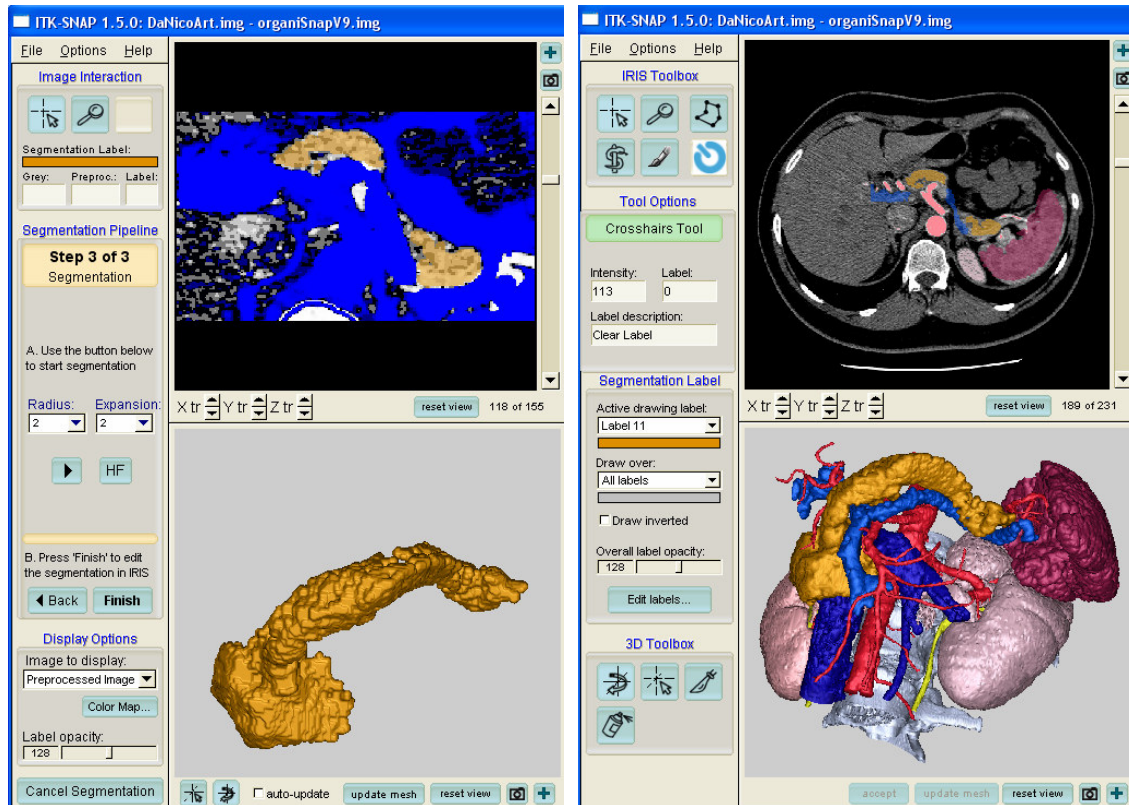 ITK-SNAP 1.5.0: DaNicoArt.img - organiSnapV9.img
File Options Help
Image Interaction
Segmentation Label:
Grey: Preproc.: Label:
Segmentation Pipeline
Step 3 of 3
Segmentation
A. Use the button below
to start segmentation
Radius: Expansion:
2 2
HF
B. Press 'Finish' to edit
the segmentation in IRIS
Back Finish
Display Options
Image to display:
Preprocessed Image
Color Map...
Label opacity:
128
Cancel Segmentation
X tr Y tr Z tr reset view 118 of 155
auto-update update mesh reset view
ITK-SNAP 1.5.0: DaNicoArt.img - organiSnapV9.img
File Options Help
IRIS Toolbox
Tool Options
Crosshairs Tool
Intensity: Label:
113 0
Label description:
Clear Label
Segmentation Label
Active drawing label:
Label 11
Draw over:
All labels
Draw inverted
Overall label opacity:
128
Edit labels...
3D Toolbox
X tr Y tr Z tr reset view 189 of 231
accept update mesh reset view